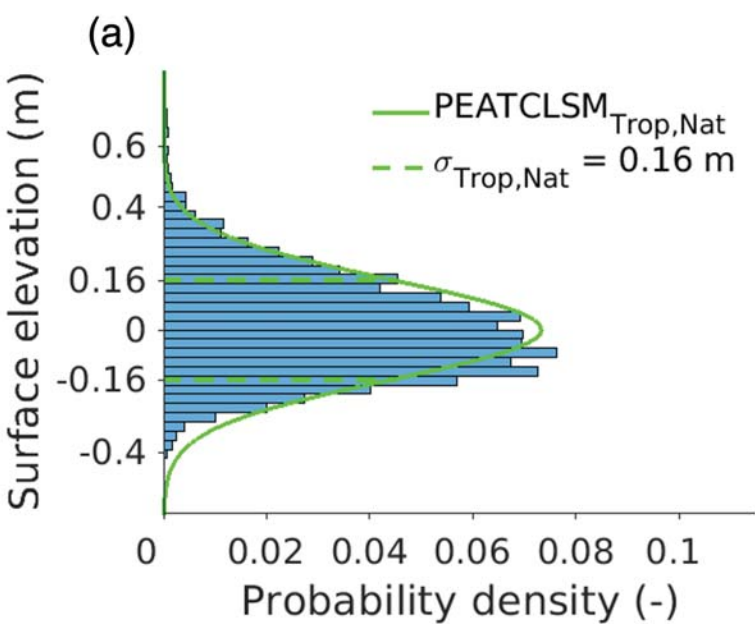 (a)
PEATCLSM_Trop,Nat
σ_Trop,Nat = 0.16 m
Surface elevation (m)
0.6
0.4
0.16
0
-0.16
-0.4
0 0.02 0.04 0.06 0.08 0.1
Probability density (-)